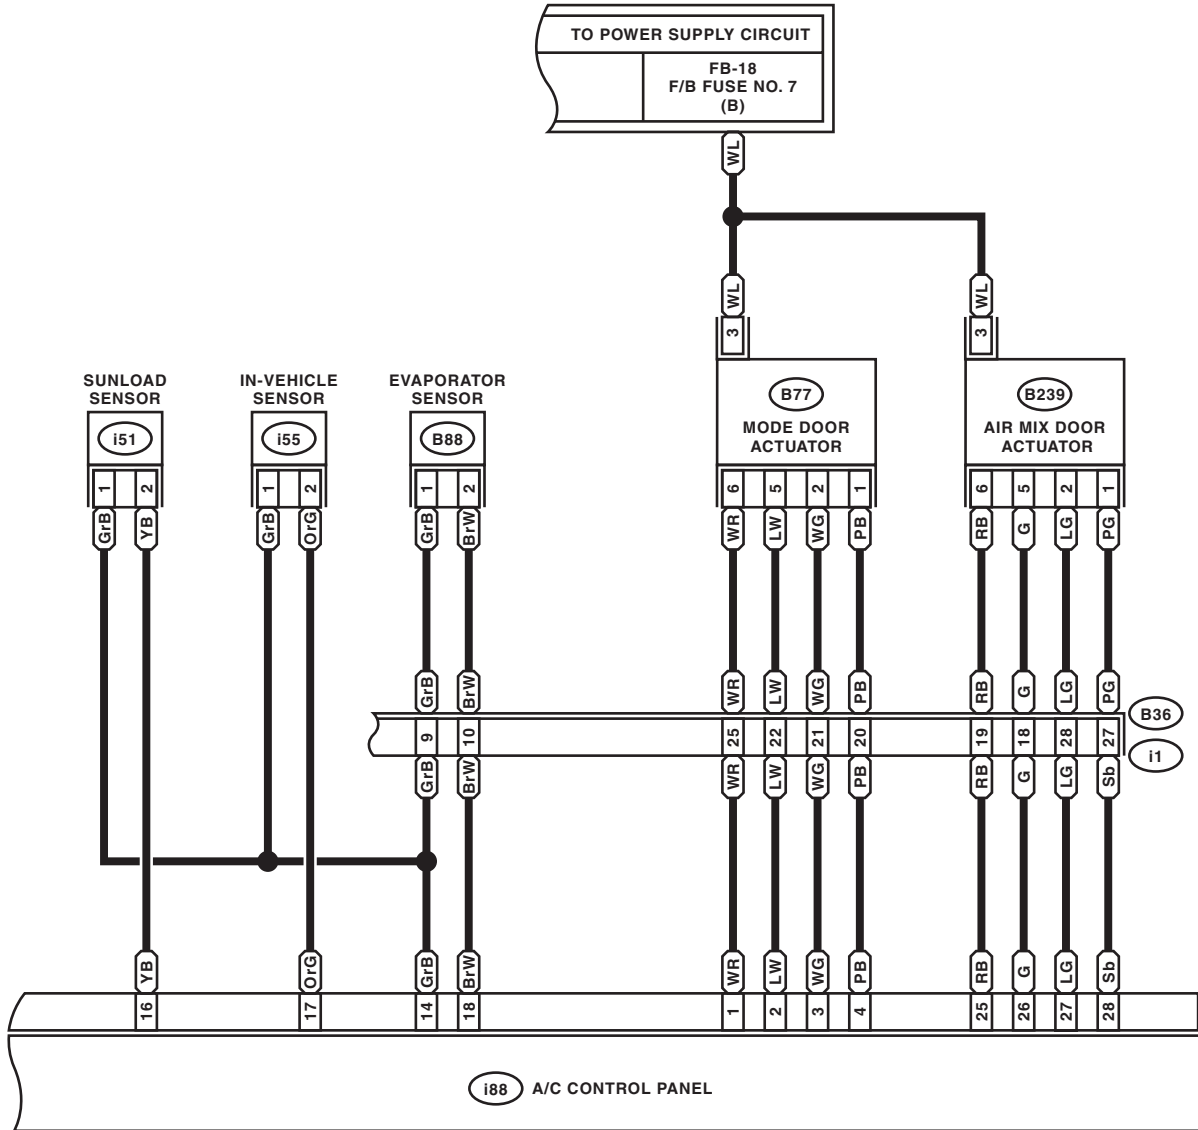 TO POWER SUPPLY CIRCUIT
FB-18
F/B FUSE NO. 7
(B)
WL
WL WL
3 3
SUNLOAD
SENSOR
IN-VEHICLE
SENSOR
EVAPORATOR
SENSOR
i51 i55 B88
B77
MODE DOOR
ACTUATOR
B239
AIR MIX DOOR
ACTUATOR
1 2 1 2 1 2 6 5 2 1 6 5 2 1
GrB YB GrB OrG GrB BrW WR LW WG PB RB G LG PG
GrB BrW WR LW WG PB RB G LG PG
B36
9 10 25 22 21 20 19 18 28 27
i1
GrB BrW WR LW WG PB RB G LG Sb
YB OrG GrB BrW WR LW WG PB RB G LG Sb
16 17 14 18 1 2 3 4 25 26 27 28
i88 A/C CONTROL PANEL